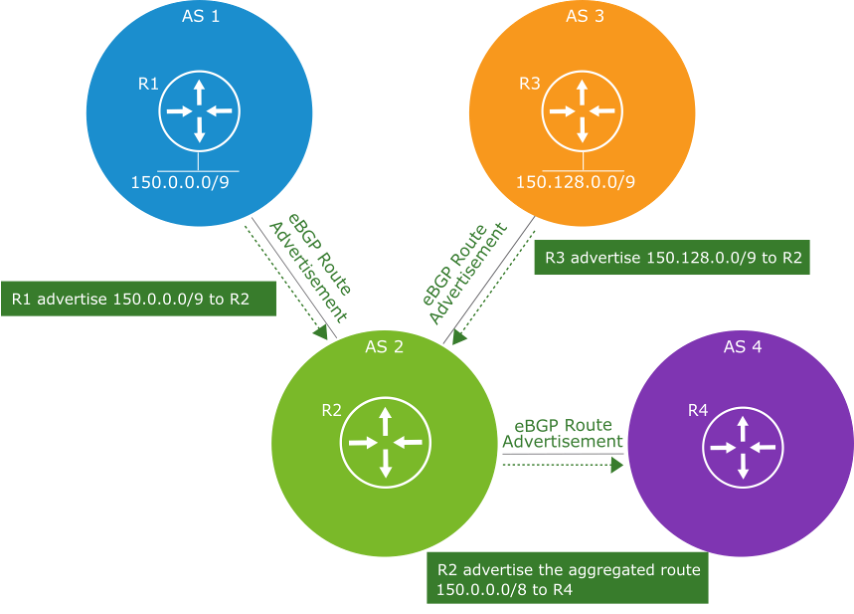 AS 1
AS 3
R1
R3
150.0.0.0/9
150.128.0.0/9
eBGP Route
Advertisement
eBGP Route
Advertisement
R3 advertise 150.128.0.0/9 to R2
R1 advertise 150.0.0.0/9 to R2
AS 2
AS 4
R2
R4
eBGP Route
Advertisement
R2 advertise the aggregated route
150.0.0.0/8 to R4